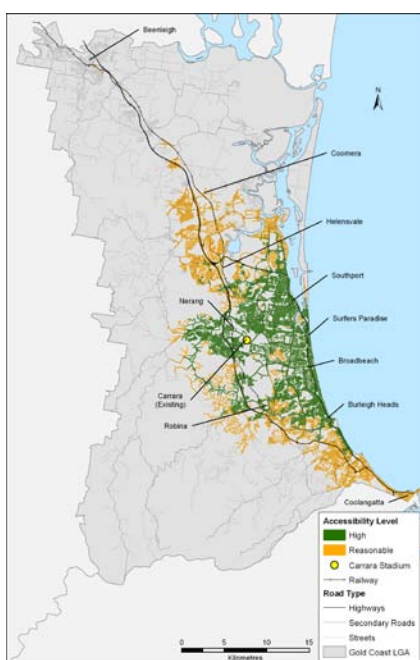 Beenleigh
N
Coomera
Helensvale
Southport
Nerang
Surfers Paradise
Broadbeach
Carrara
(Existing)
Burleigh Heads
Robina
Coolangatta
Accessibility Level
High
Reasonable
Carrara Stadium
Railway
Road Type
Highways
Secondary Roads
Streets
Gold Coast LGA
0 5 10 15
Kilometres